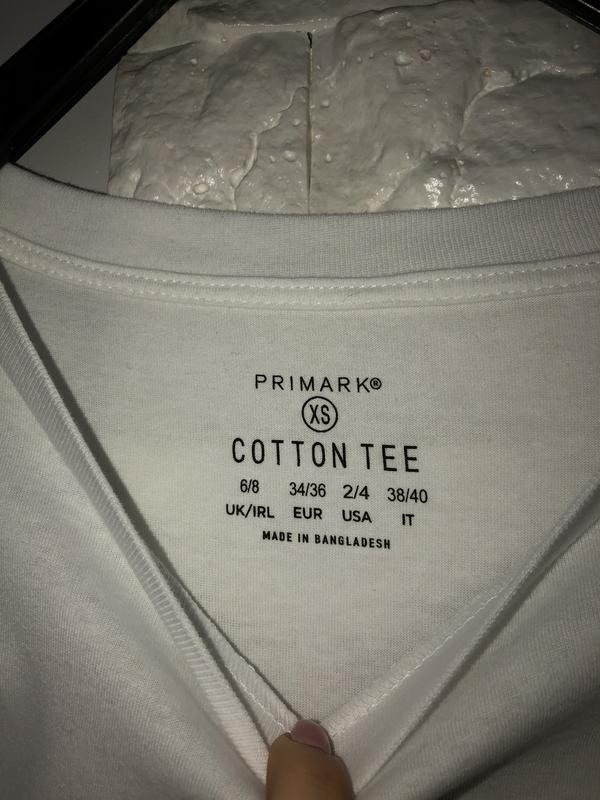 PRIMARK®
XS
COTTON TEE
6/8 34/36 2/4 38/40
UK/IRL EUR USA IT
MADE IN BANGLADESH